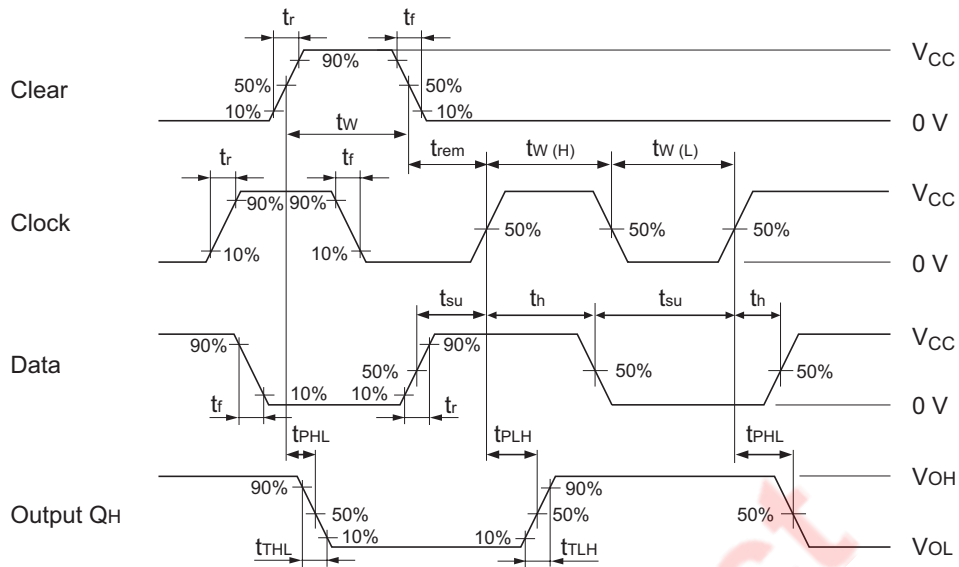 tr tf
90% VCC
Clear 50% 50%
10% 10%
tw 0 V
trem tW (H) tW (L)
tr tf
90% 90% VCC
Clock 50% 50% 50%
10% 10%
0 V
tsu th tsu th
VCC
90% 90%
Data 50% 50% 50%
10% 10%
0 V
tf tr
tPHL tPLH tPHL
VOH
90% 90%
Output QH 50% 50% 50%
10% 10%
tTHL tTLH VOL